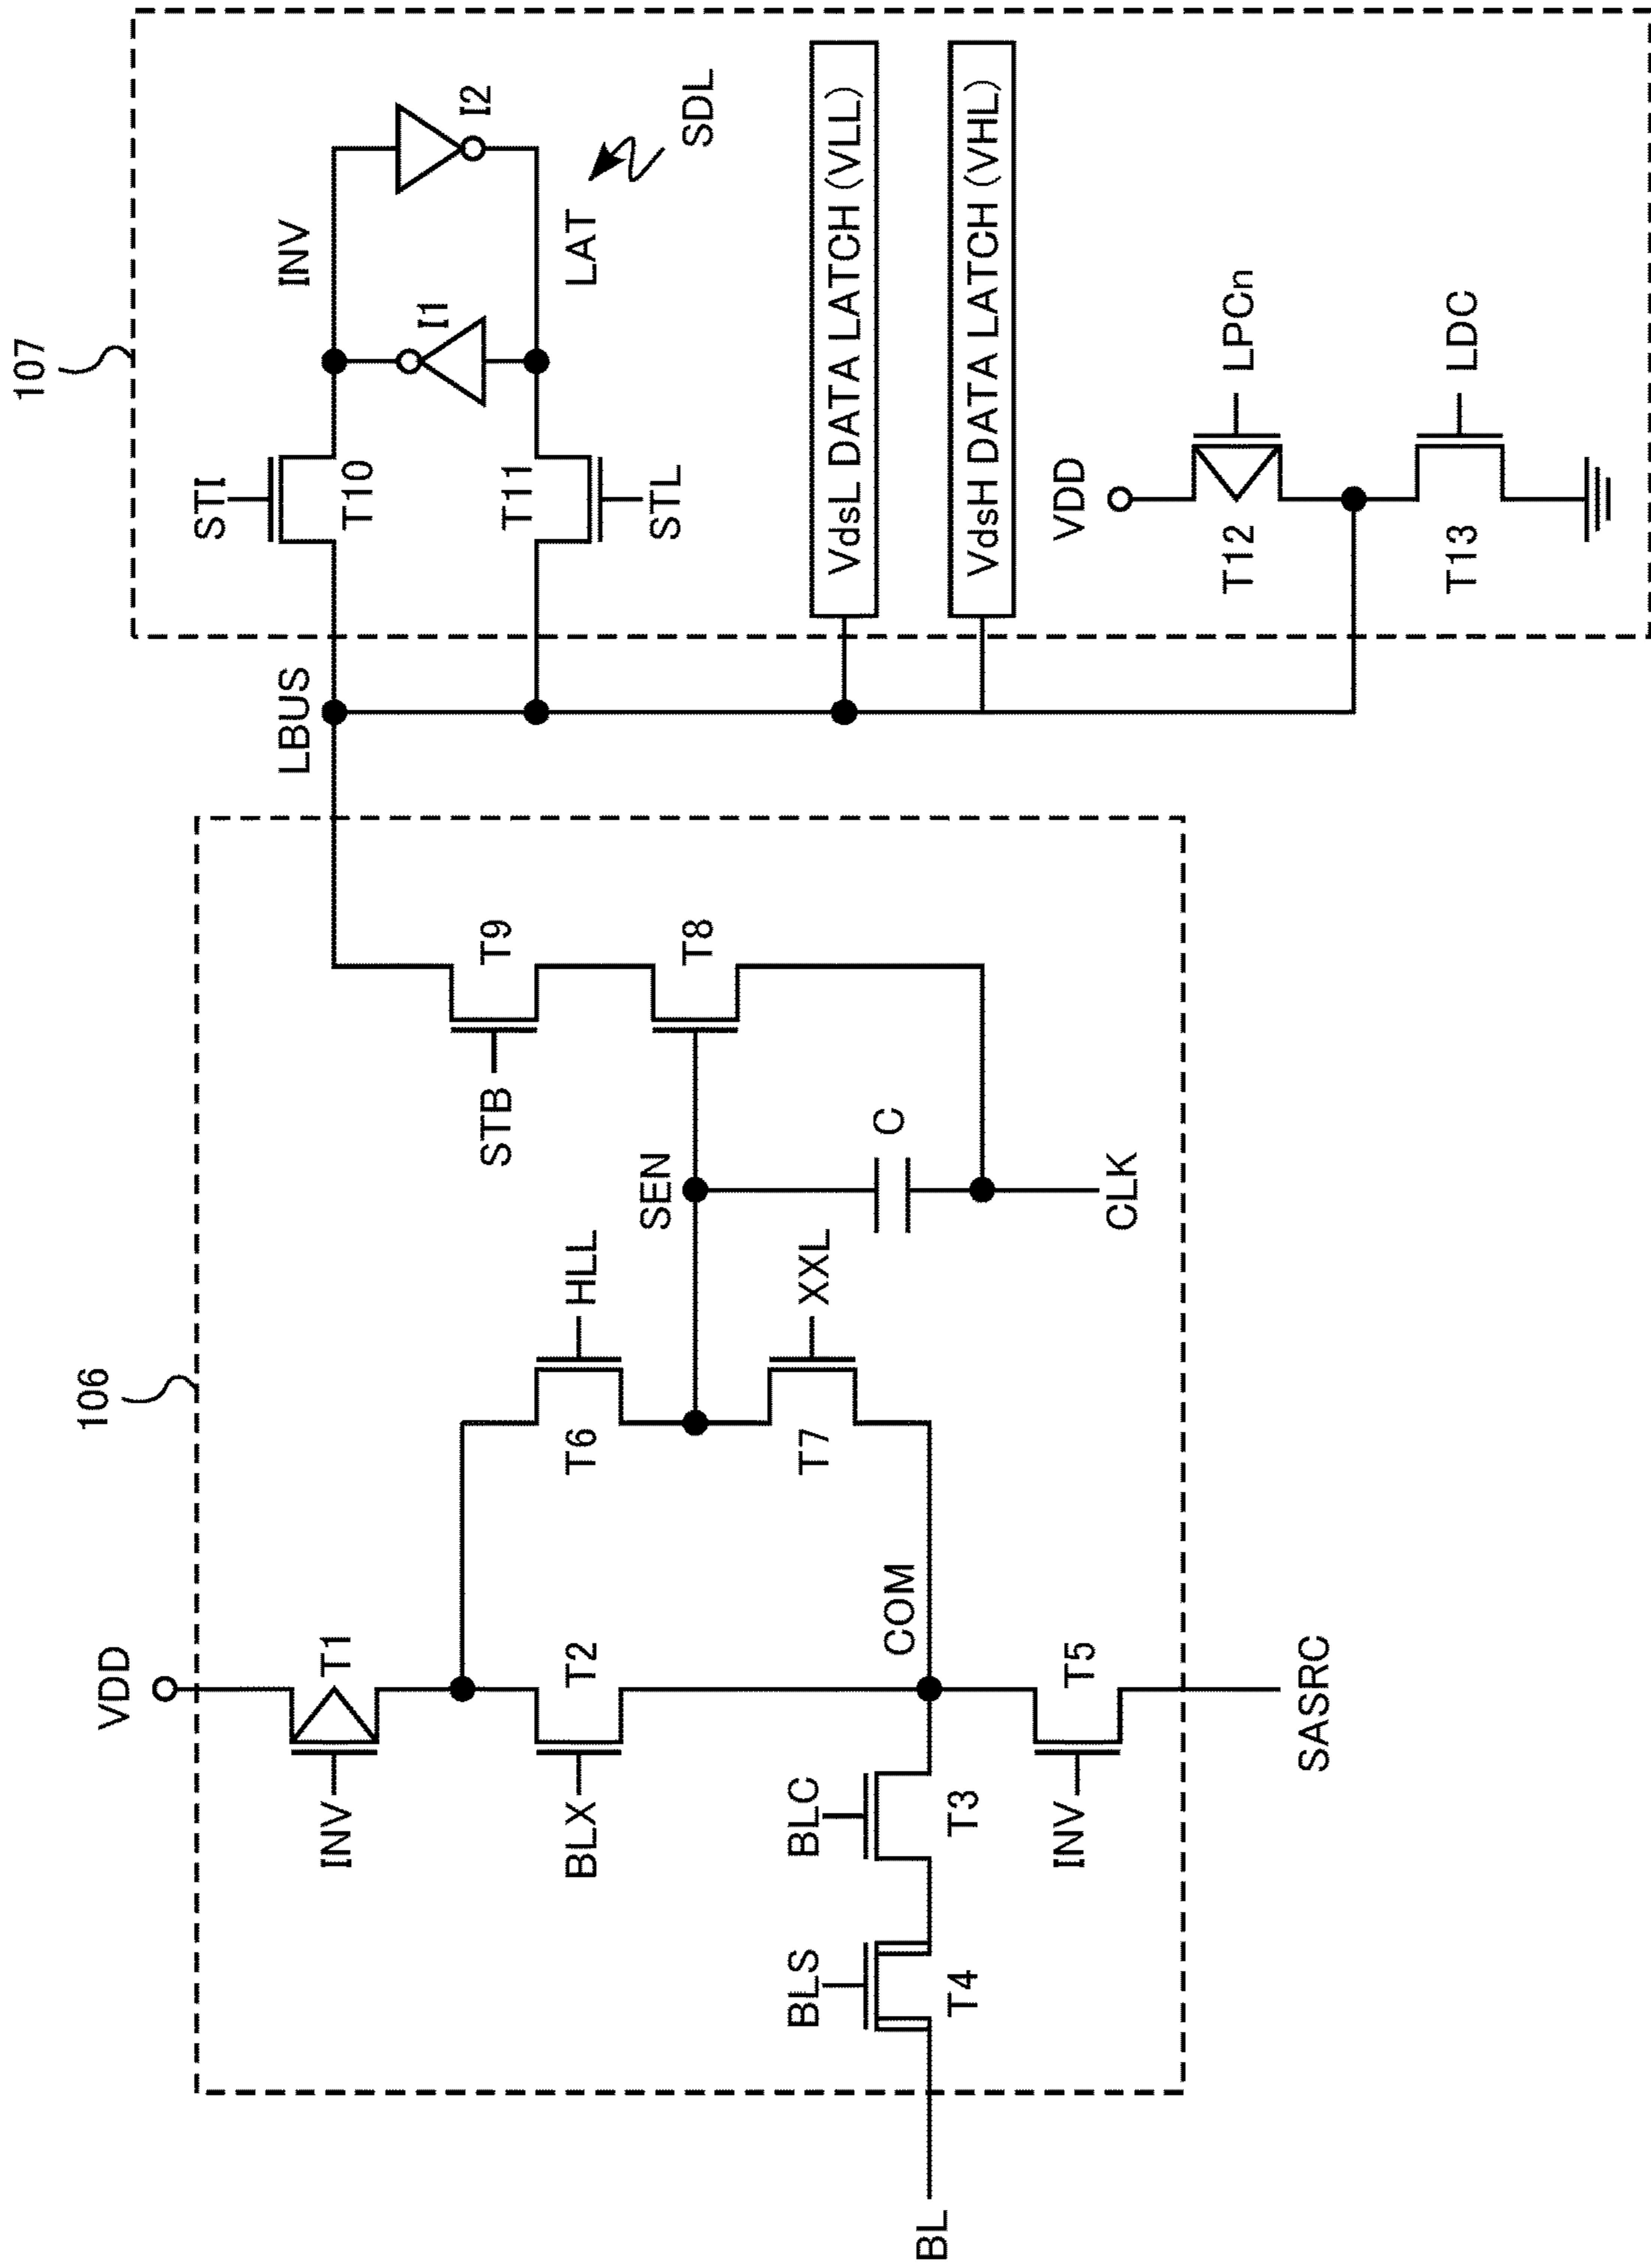 106
VDD
INV
T1
BLX
T2
HLL
T6
SEN
STB
T9
T8
XXL
T7
C
CLK
COM
BL
BLS
T4
BLC
T3
INV
T5
SASRC
LBUS
107
STI
T10
INV
I1
I2
T11
STL
LAT
SDL
VdsL DATA LATCH (VLL)
VdsH DATA LATCH (VHL)
VDD
T12
LPCn
T13
LDC